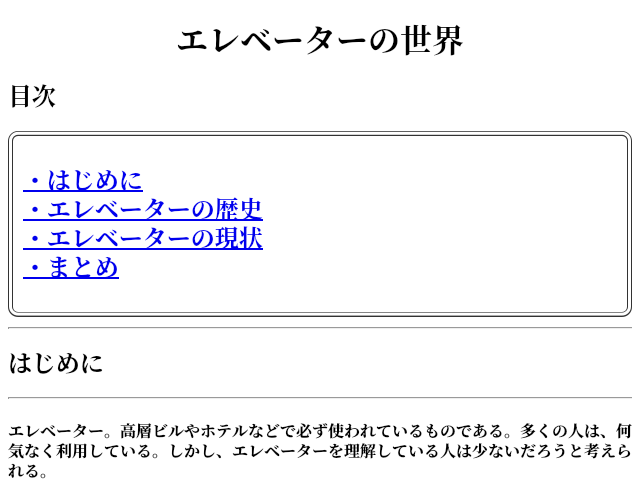 エレベーターの世界
目次
・はじめに
・エレベーターの歴史
・エレベーターの現状
・まとめ
はじめに
エレベーター。高層ビルやホテルなどで必ず使われているものである。多くの人は、何
気なく利用している。しかし、エレベーターを理解している人は少ないだろうと考えら
れる。